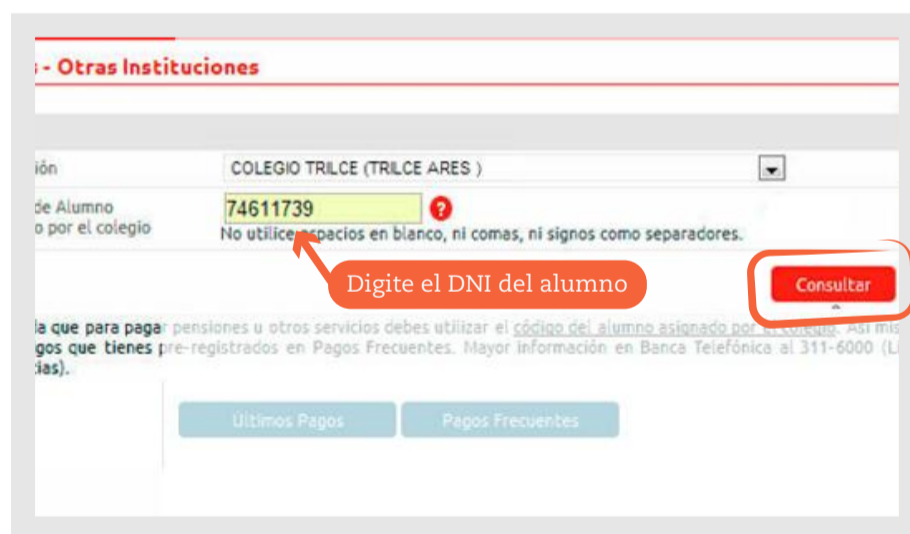 - Otras Instituciones
ión
COLEGIO TRILCE (TRILCE ARES )
de Alumno
o por el colegio
74611739
?
No utilice espacios en blanco, ni comas, ni signos como separadores.
Digite el DNI del alumno
Consultar
la que para pagar pensiones u otros servicios debes utilizar el código del alumno asignado por el colegio. Así mis
gos que tienes pre-registrados en Pagos Frecuentes. Mayor información en Banca Telefónica al 311-6000 (Li
ias).
Últimos Pagos
Pagos Frecuentes